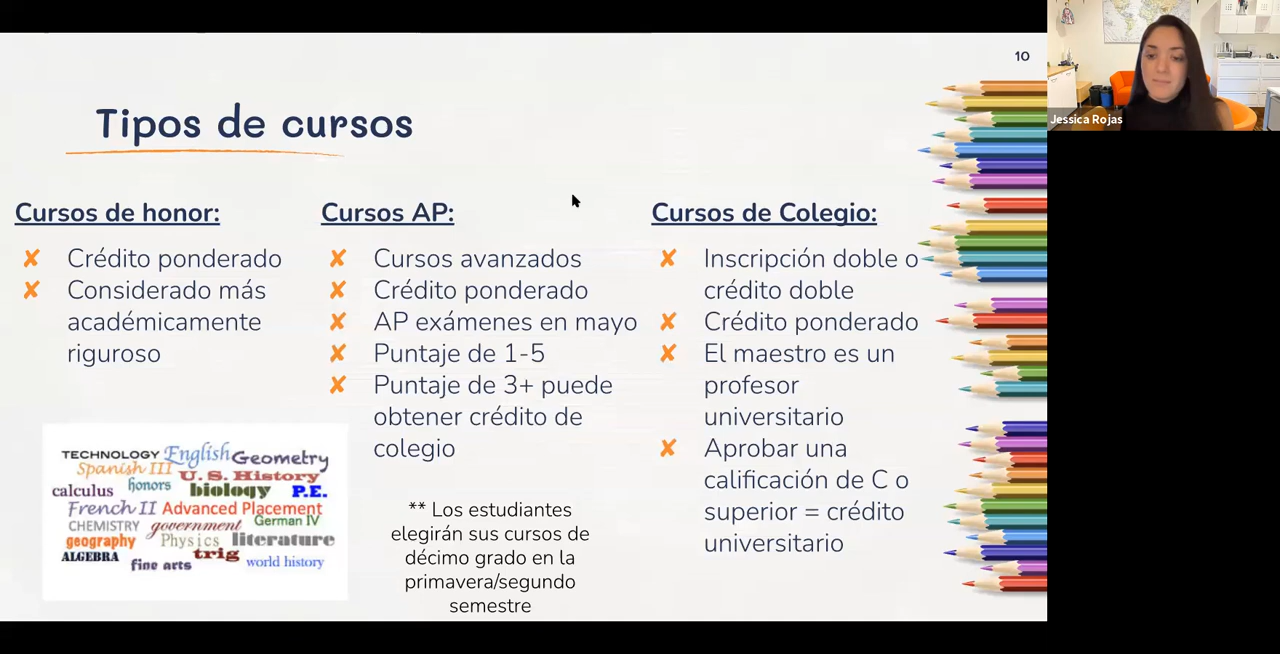 10
Jessica Rojas
Tipos de cursos
Cursos de honor:
✘ Crédito ponderado
✘ Considerado más
académicamente
riguroso
Cursos AP:
✘ Cursos avanzados
✘ Crédito ponderado
✘ AP exámenes en mayo
✘ Puntaje de 1-5
✘ Puntaje de 3+ puede
obtener crédito de
colegio
Cursos de Colegio:
✘ Inscripción doble o
crédito doble
✘ Crédito ponderado
✘ El maestro es un
profesor
universitario
✘ Aprobar una
calificación de C o
superior = crédito
universitario
TECHNOLOGY English Geometry
Spanish III U.S. History
calculus honors biology P.E.
French II Advanced Placement
CHEMISTRY government German IV
geography Physics literature
ALGEBRA trig
fine arts world history
** Los estudiantes
elegirán sus cursos de
décimo grado en la
primavera/segundo
semestre